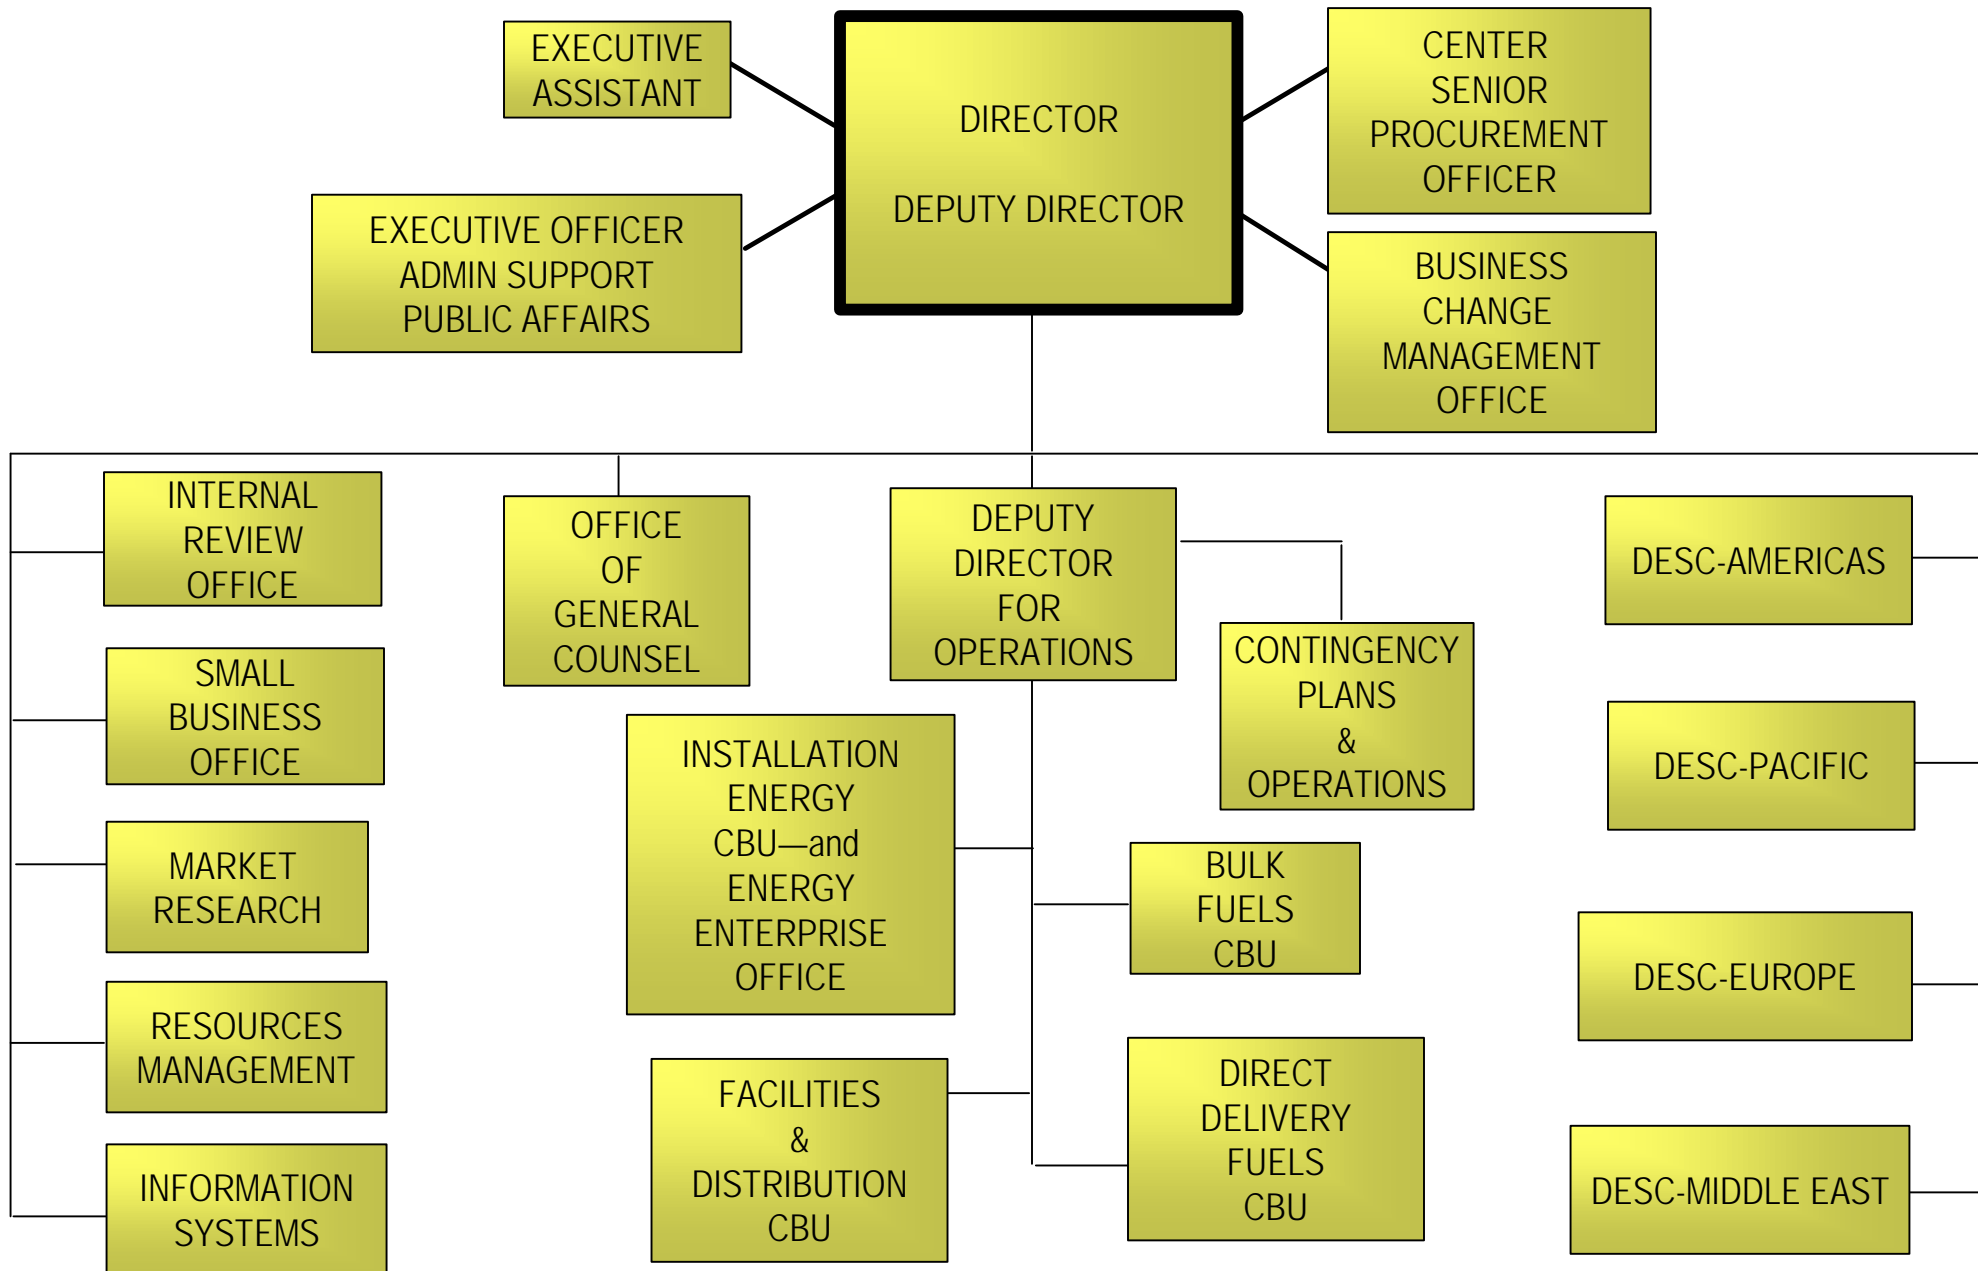 EXECUTIVE
ASSISTANT
DIRECTOR
DEPUTY DIRECTOR
CENTER
SENIOR
PROCUREMENT
OFFICER
EXECUTIVE OFFICER
ADMIN SUPPORT
PUBLIC AFFAIRS
BUSINESS
CHANGE
MANAGEMENT
OFFICE
INTERNAL
REVIEW
OFFICE
SMALL
BUSINESS
OFFICE
MARKET
RESEARCH
RESOURCES
MANAGEMENT
INFORMATION
SYSTEMS
OFFICE
OF
GENERAL
COUNSEL
DEPUTY
DIRECTOR
FOR
OPERATIONS
CONTINGENCY
PLANS
&
OPERATIONS
INSTALLATION
ENERGY
CBU—and
ENERGY
ENTERPRISE
OFFICE
BULK
FUELS
CBU
FACILITIES
&
DISTRIBUTION
CBU
DIRECT
DELIVERY
FUELS
CBU
DESC-AMERICAS
DESC-PACIFIC
DESC-EUROPE
DESC-MIDDLE EAST